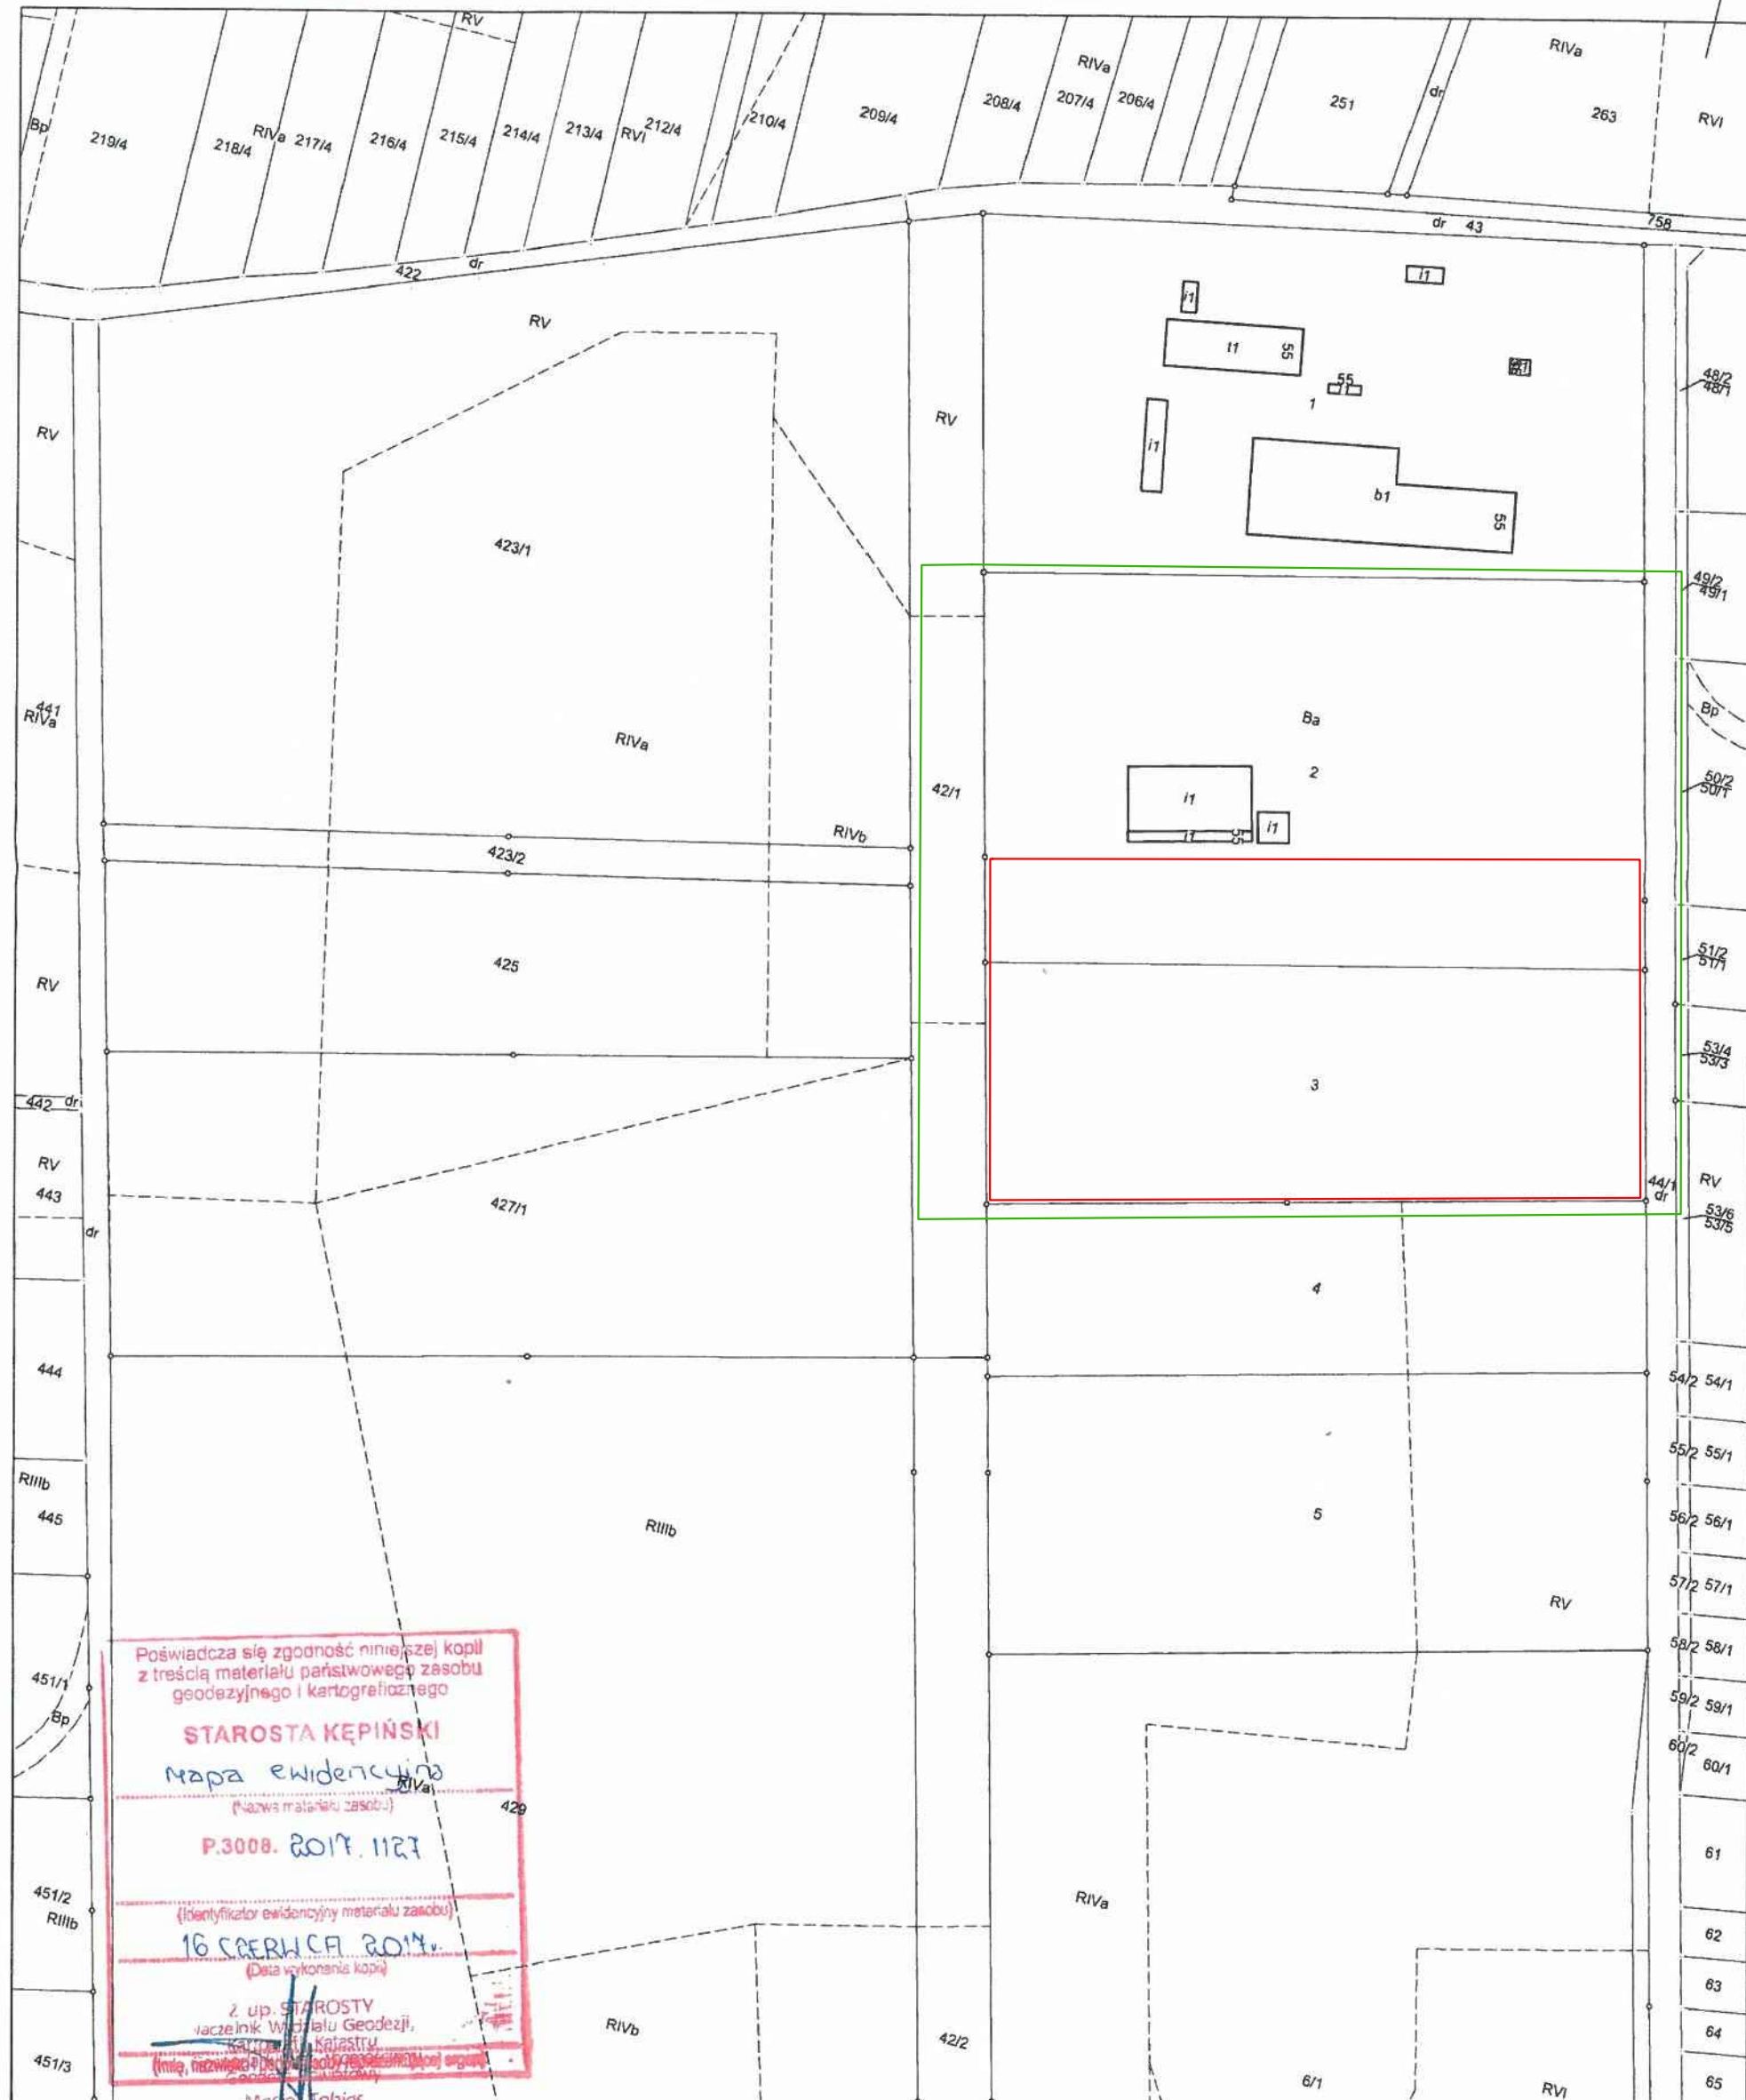 RV
RIVa
RIVa
Bp
219/4
218/4
RIVa
217/4
216/4
215/4
214/4
213/4
RVI
212/4
210/4
209/4
208/4
207/4
206/4
251
dr
263
RVI
422
dr
dr
43
758
RV
i1
i1
i1
55
55
1
i1
b1
55
48/2
48/1
RV
RV
423/1
49/2
49/1
441
RIVa
RIVa
Ba
2
Bp
50/2
50/1
42/1
i1
i1
i1
55
RIVb
423/2
425
RV
51/2
51/1
53/4
53/3
3
442
dr
RV
443
dr
427/1
44/1
dr
RV
53/6
53/5
4
444
54/2
54/1
55/2
55/1
RIIIb
445
RIIIb
5
56/2
56/1
57/2
57/1
RV
58/2
58/1
59/2
59/1
60/2
60/1
451/1
Bp
Poświadcza się zgodność niniejszej kopii
z treścią materiału państwowego zasobu
geodezyjnego i kartograficznego
STAROSTA KĘPIŃSKI
Mapa ewidencyjna
RIVa
(Nazwa materiału zasobu)
429
P.3008. 2017. 1127
(Identyfikator ewidencyjny materiału zasobu)
16 CZERWCA 2017r.
(Data wykonania kopii)
z up. STAROSTY
Naczelnik Wydziału Geodezji,
Katastru
451/2
RIIIb
451/3
RIVa
61
62
63
64
65
RIVb
42/2
6/1
RVI